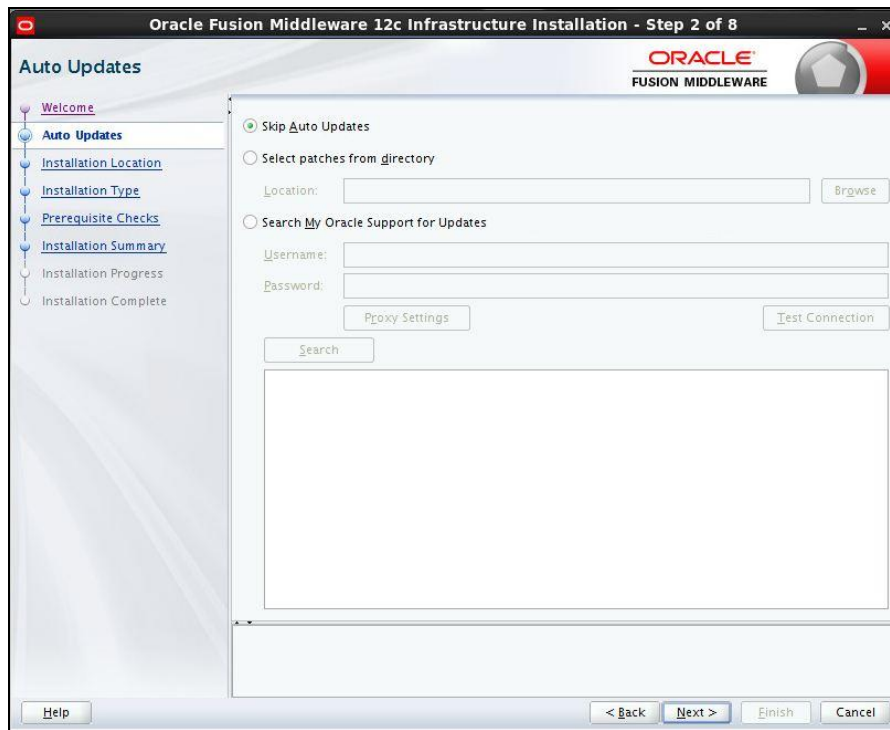 Oracle Fusion Middleware 12c Infrastructure Installation - Step 2 of 8
Auto Updates
ORACLE
FUSION MIDDLEWARE
Welcome
Auto Updates
Installation Location
Installation Type
Prerequisite Checks
Installation Summary
Installation Progress
Installation Complete
Skip Auto Updates
Select patches from directory
Location:
Browse
Search My Oracle Support for Updates
Username:
Password:
Proxy Settings
Test Connection
Search
Help
< Back
Next >
Finish
Cancel